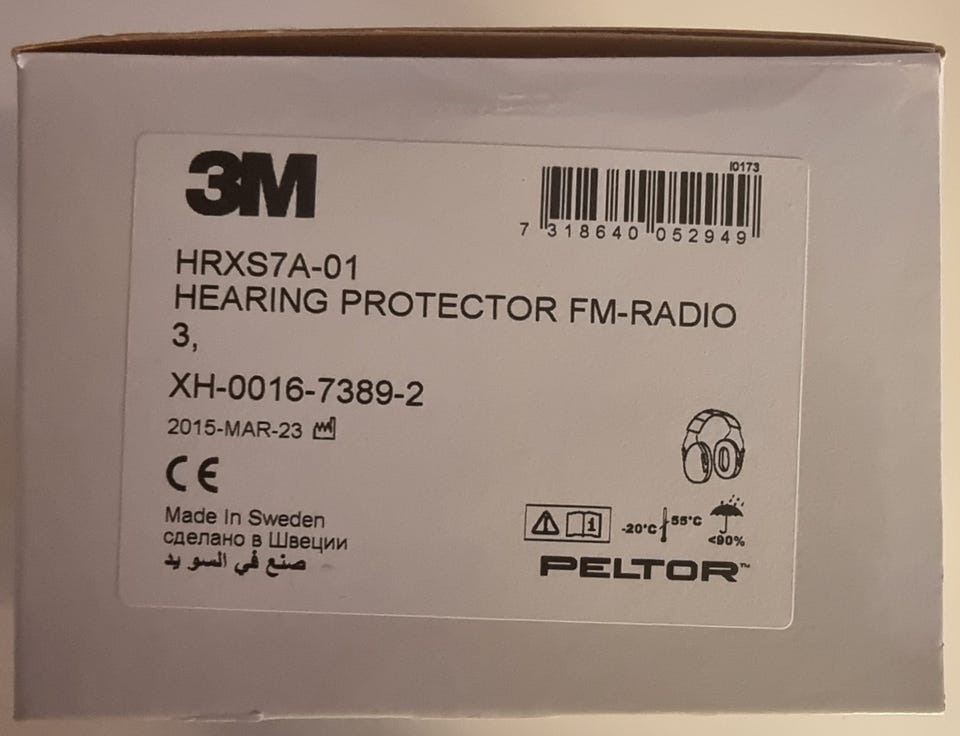 3M
I0173
7 318640 052949
HRXS7A-01
HEARING PROTECTOR FM-RADIO
3,
XH-0016-7389-2
2015-MAR-23
CE
Made In Sweden
сделано в Швеции
صنع في السويد
i
-20°C 55°C
<90%
PELTOR™